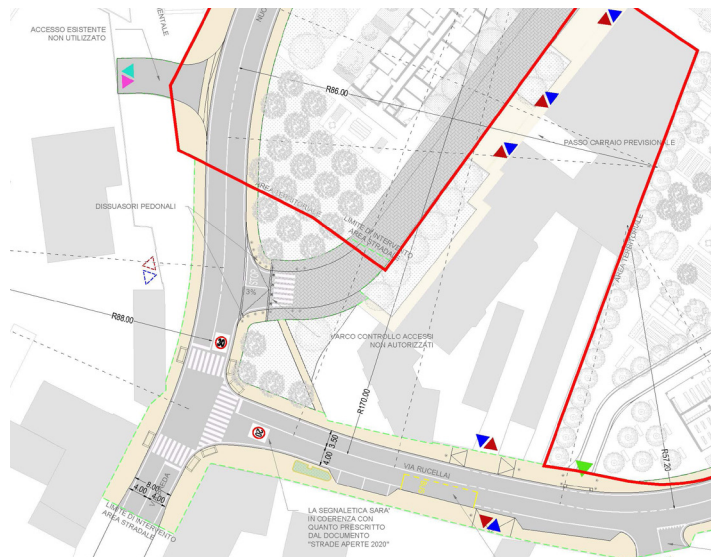 ACCESSO ESISTENTE
NON UTILIZZATO
R86.00
PASSO CARRAIO PREVISIONALE
AREA TERRITORIALE
LIMITE DI INTERVENTO
AREA STRADALE
AREA TERRITORIALE
DISSUASORI PEDONALI
3%
VARCO CONTROLLO ACCESSI
NON AUTORIZZATI
R88.00
R170.00
R57.20
3.50
4.00
VIA RUCELLAI
8.00
4.00
4.00
LIMITE DI INTERVENTO
AREA STRADALE
LA SEGNALETICA SARA'
IN COERENZA CON
QUANTO PRESCRITTO
DAL DOCUMENTO
"STRADE APERTE 2020"